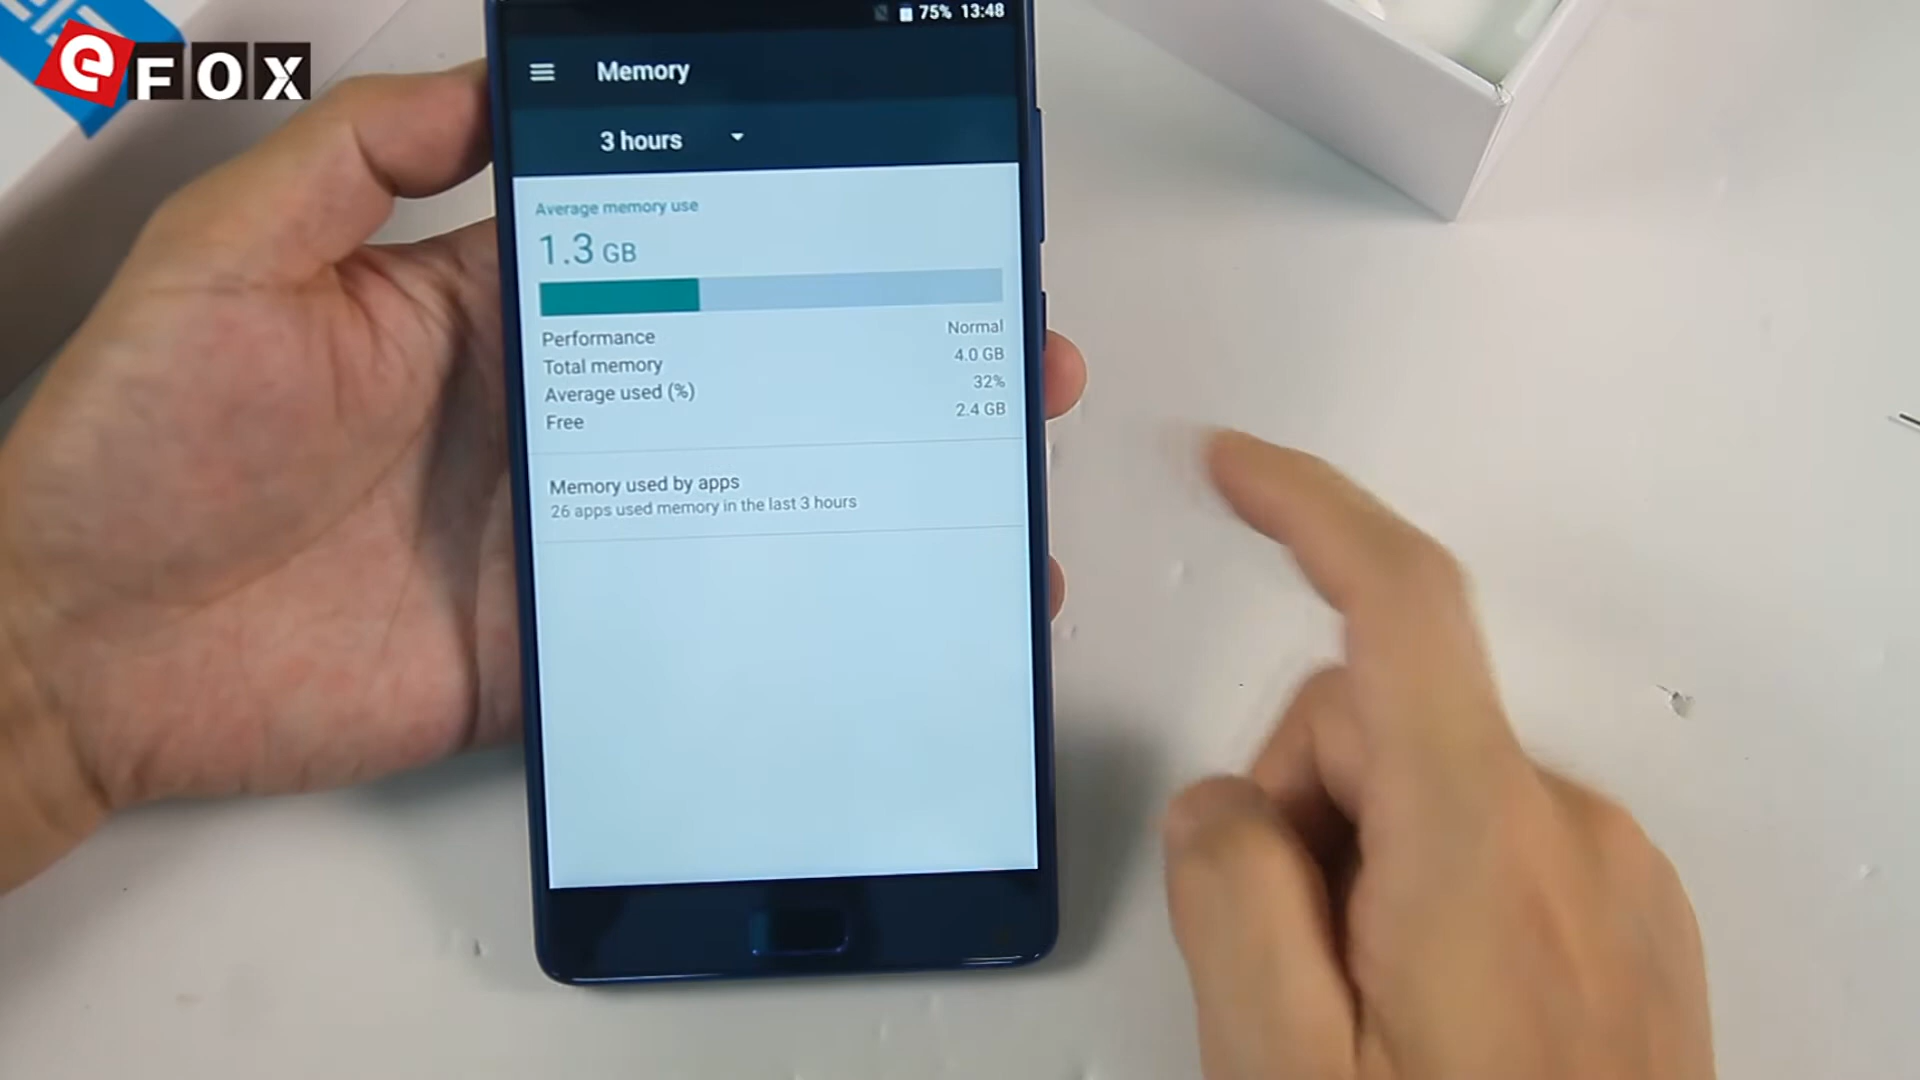 eFOX
75% 13:48
Memory
3 hours
Average memory use
1.3 GB
Performance Normal
Total memory 4.0 GB
Average used (%) 32%
Free 2.4 GB
Memory used by apps
26 apps used memory in the last 3 hours